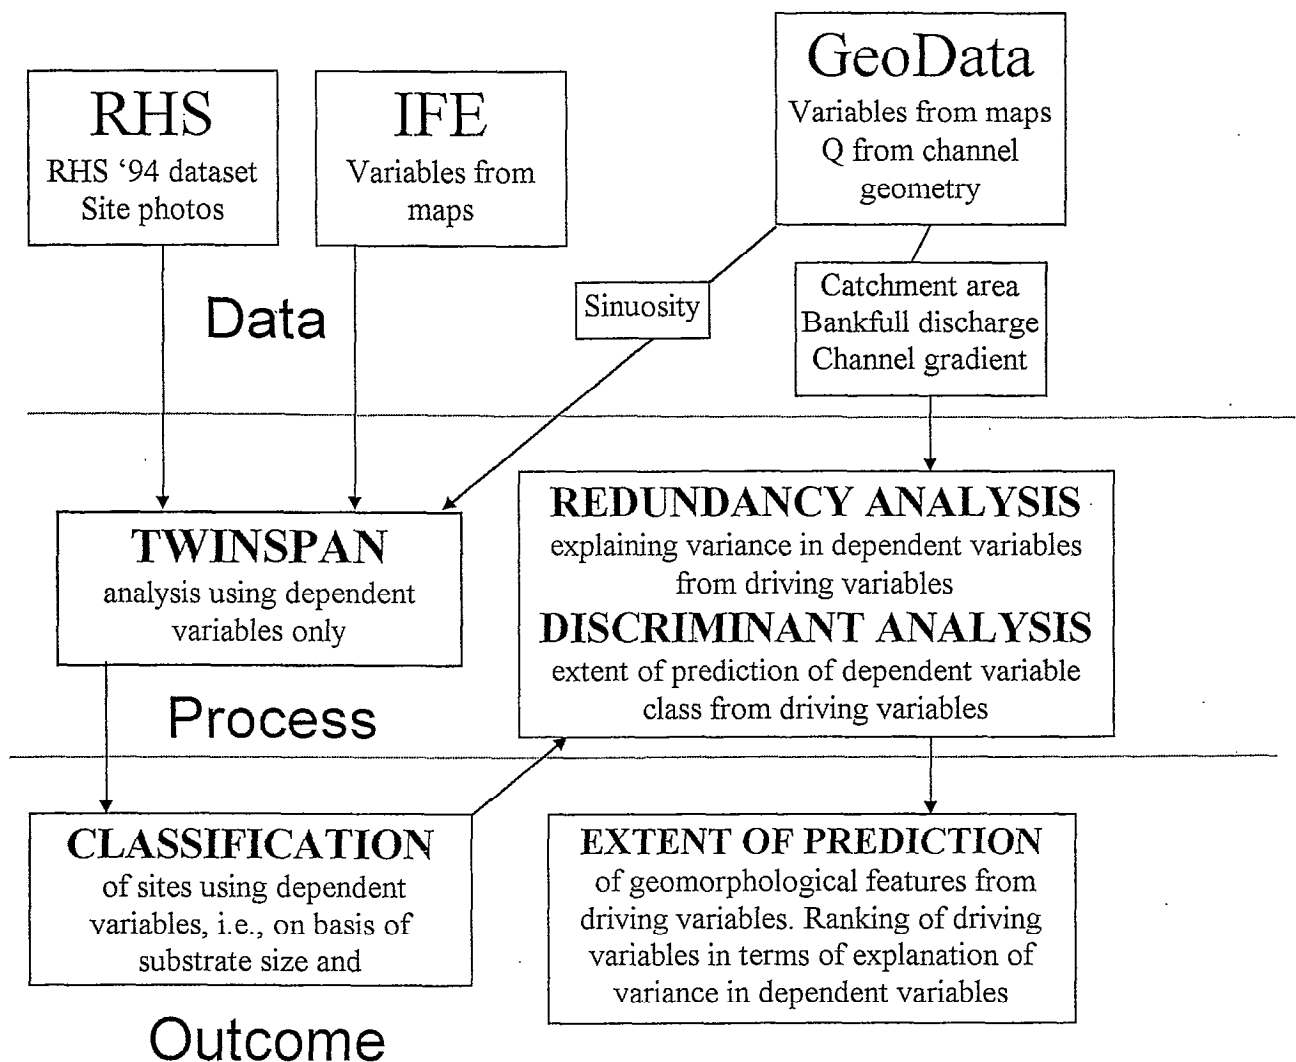 RHS
RHS ‘94 dataset
Site photos
IFE
Variables from
maps
GeoData
Variables from maps
Q from channel
geometry
Data
Sinuosity
Catchment area
Bankfull discharge
Channel gradient
TWINSPAN
analysis using dependent
variables only
REDUNDANCY ANALYSIS
explaining variance in dependent variables
from driving variables
DISCRIMINANT ANALYSIS
extent of prediction of dependent variable
class from driving variables
Process
CLASSIFICATION
of sites using dependent
variables, i.e., on basis of
substrate size and
EXTENT OF PREDICTION
of geomorphological features from
driving variables. Ranking of driving
variables in terms of explanation of
variance in dependent variables
Outcome